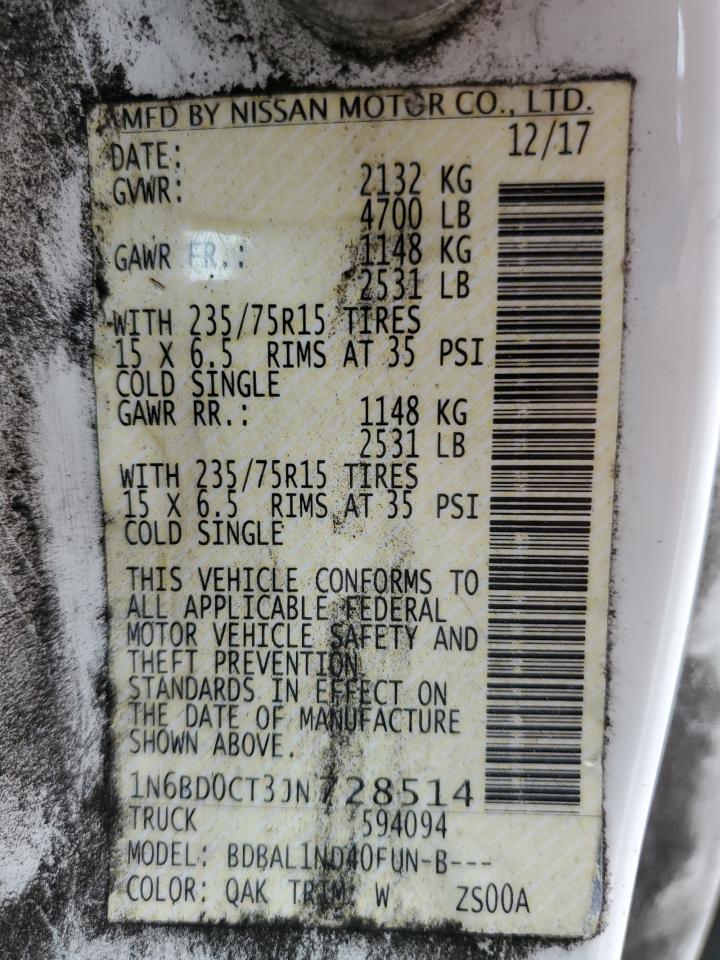 MFD BY NISSAN MOTOR CO., LTD.
DATE: 12/17
GVWR: 2132 KG
4700 LB
GAWR FR.: 1148 KG
2531 LB
WITH 235/75R15 TIRES
15 X 6.5 RIMS AT 35 PSI
COLD SINGLE
GAWR RR.: 1148 KG
2531 LB
WITH 235/75R15 TIRES
15 X 6.5 RIMS AT 35 PSI
COLD SINGLE
THIS VEHICLE CONFORMS TO
ALL APPLICABLE FEDERAL
MOTOR VEHICLE SAFETY AND
THEFT PREVENTION
STANDARDS IN EFFECT ON
THE DATE OF MANUFACTURE
SHOWN ABOVE.
1N6BD0CT3JN728514
TRUCK 594094
MODEL: BDBAL1ND40FUN-B---
COLOR: QAK TRIM W ZS00A